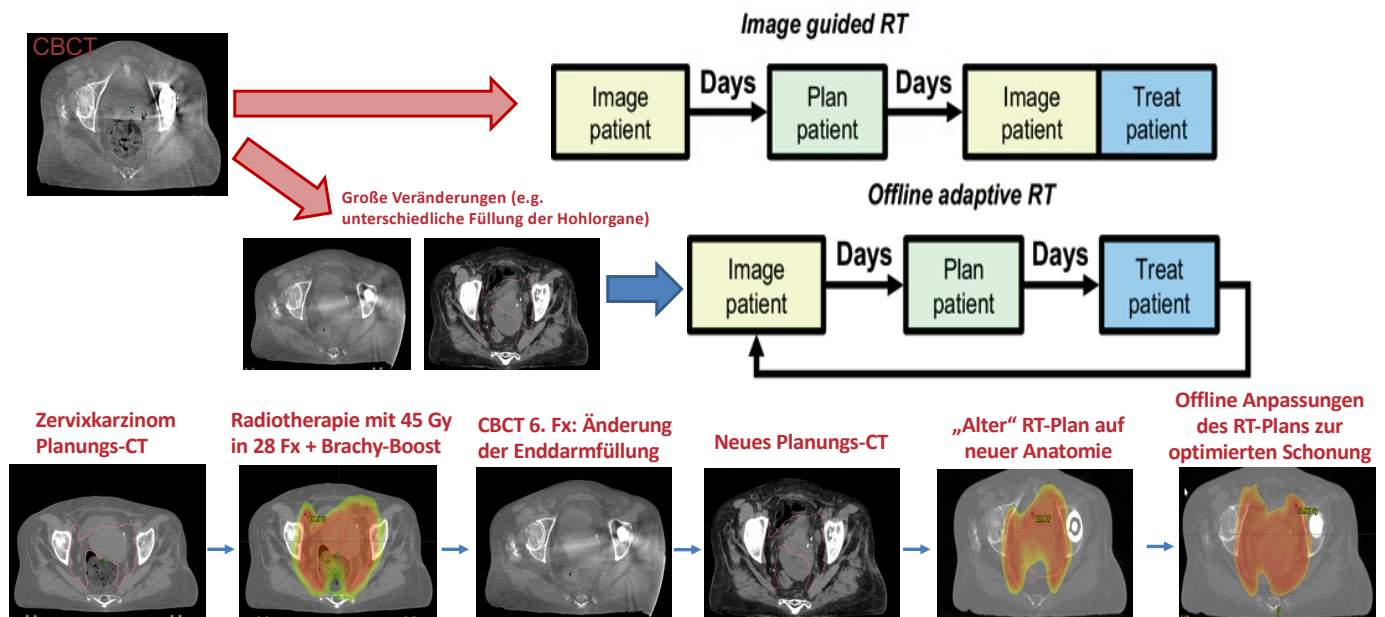 CBCT
Image guided RT
Image
patient
Days
Plan
patient
Days
Image
patient
Treat
patient
Große Veränderungen (e.g.
unterschiedliche Füllung der Hohlorgane)
Offline adaptive RT
Image
patient
Days
Plan
patient
Days
Treat
patient
Zervixkarzinom
Planungs-CT
Radiotherapie mit 45 Gy
in 28 Fx + Brachy-Boost
CBCT 6. Fx: Änderung
der Enddarmfüllung
Neues Planungs-CT
„Alter“ RT-Plan auf
neuer Anatomie
Offline Anpassungen
des RT-Plans zur
optimierten Schonung